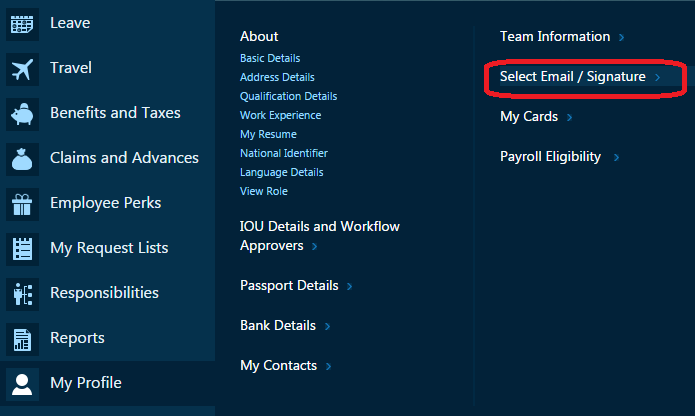 Leave
Travel
Benefits and Taxes
Claims and Advances
Employee Perks
My Request Lists
Responsibilities
Reports
My Profile
About
Basic Details
Address Details
Qualification Details
Work Experience
My Resume
National Identifier
Language Details
View Role
IOU Details and Workflow
Approvers >
Passport Details >
Bank Details >
My Contacts >
Team Information >
Select Email / Signature >
My Cards >
Payroll Eligibility >